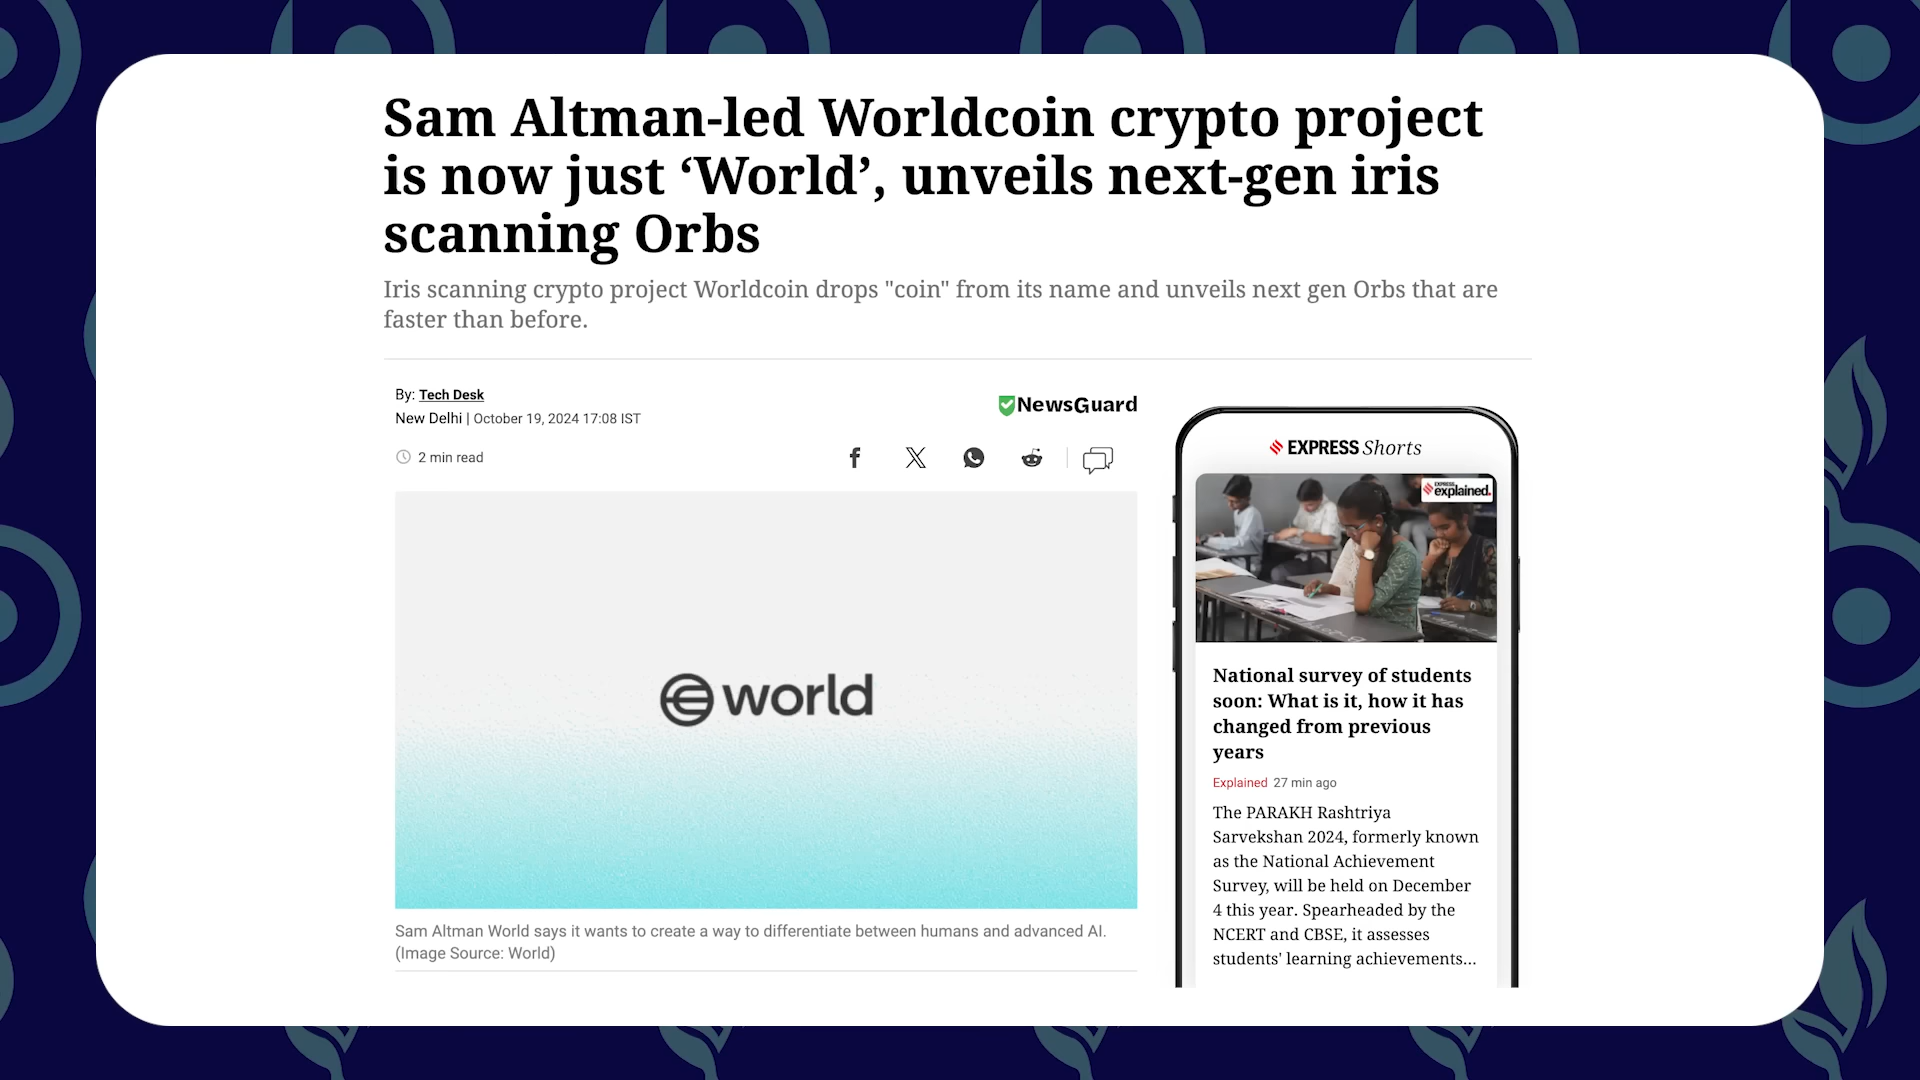 Sam Altman-led Worldcoin crypto project
is now just ‘World’, unveils next-gen iris
scanning Orbs
Iris scanning crypto project Worldcoin drops "coin" from its name and unveils next gen Orbs that are
faster than before.
By: Tech Desk
New Delhi | October 19, 2024 17:08 IST
NewsGuard
2 min read
world
Sam Altman World says it wants to create a way to differentiate between humans and advanced AI.
(Image Source: World)
EXPRESS Shorts
EXPRESS
explained.
National survey of students
soon: What is it, how it has
changed from previous
years
Explained 27 min ago
The PARAKH Rashtriya
Sarvekshan 2024, formerly known
as the National Achievement
Survey, will be held on December
4 this year. Spearheaded by the
NCERT and CBSE, it assesses
students' learning achievements...